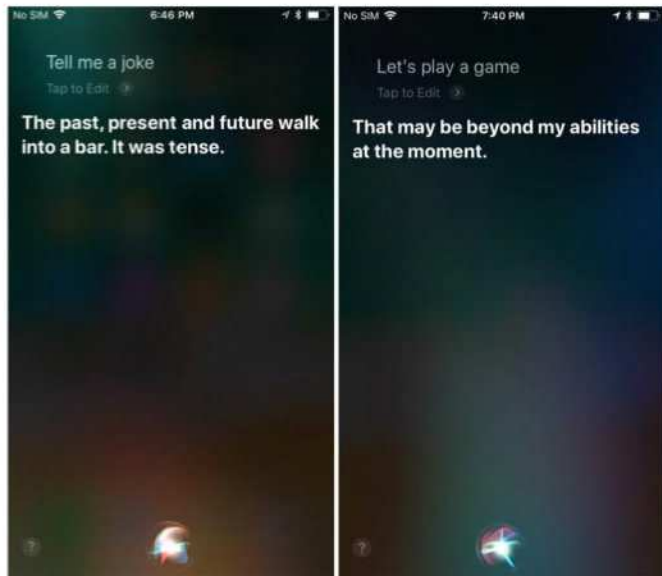 No SIM 6:46 PM
Tell me a joke
Tap to Edit
The past, present and future walk
into a bar. It was tense.
?
No SIM 7:40 PM
Let's play a game
Tap to Edit
That may be beyond my abilities
at the moment.
?